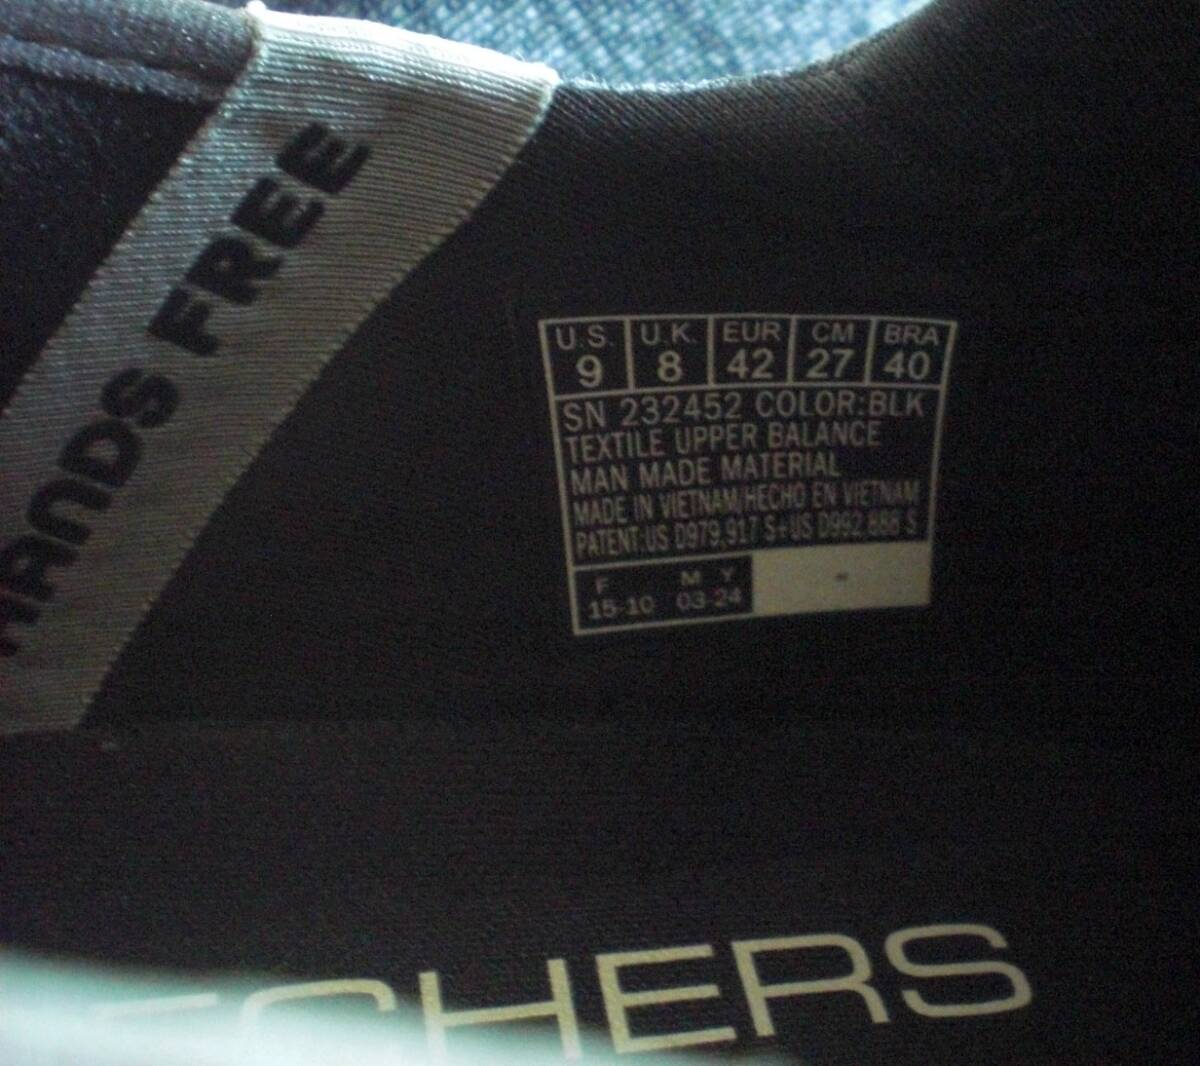 HANDS FREE
U.S. U.K. EUR CM BRA
9 8 42 27 40
SN 232452 COLOR:BLK
TEXTILE UPPER BALANCE
MAN MADE MATERIAL
MADE IN VIETNAM/HECHO EN VIETNAM
PATENT:US D979,917 S+US D992,888 S
F M Y
15-10 03-24
-
ECHERS